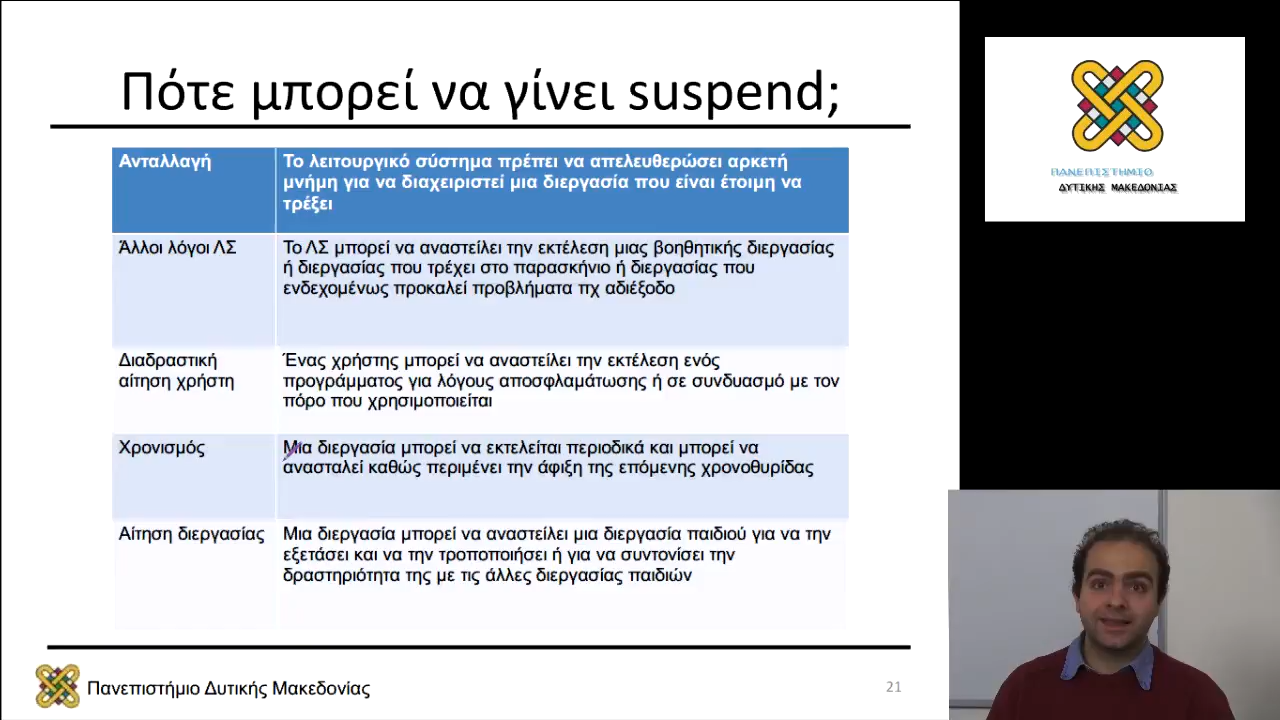 Πότε μπορεί να γίνει suspend;
Ανταλλαγή
Το λειτουργικό σύστημα πρέπει να απελευθερώσει αρκετή
μνήμη για να διαχειριστεί μια διεργασία που είναι έτοιμη να
τρέξει
Άλλοι λόγοι ΛΣ
Το ΛΣ μπορεί να αναστείλει την εκτέλεση μιας βοηθητικής διεργασίας
ή διεργασίας που τρέχει στο παρασκήνιο ή διεργασίας που
ενδεχομένως προκαλεί προβλήματα πχ αδιέξοδο
Διαδραστική
αίτηση χρήστη
Ένας χρήστης μπορεί να αναστείλει την εκτέλεση ενός
προγράμματος για λόγους αποσφλαμάτωσης ή σε συνδυασμό με τον
πόρο που χρησιμοποιείται
Χρονισμός
Μια διεργασία μπορεί να εκτελείται περιοδικά και μπορεί να
ανασταλεί καθώς περιμένει την άφιξη της επόμενης χρονοθυρίδας
Αίτηση διεργασίας
Μια διεργασία μπορεί να αναστείλει μια διεργασία παιδιού για να την
εξετάσει και να την τροποποιήσει ή για να συντονίσει την
δραστηριότητα της με τις άλλες διεργασίας παιδιών
Πανεπιστήμιο Δυτικής Μακεδονίας
21
ΠΑΝΕΠΙΣΤΗΜΙΟ
ΔΥΤΙΚΗΣ ΜΑΚΕΔΟΝΙΑΣ